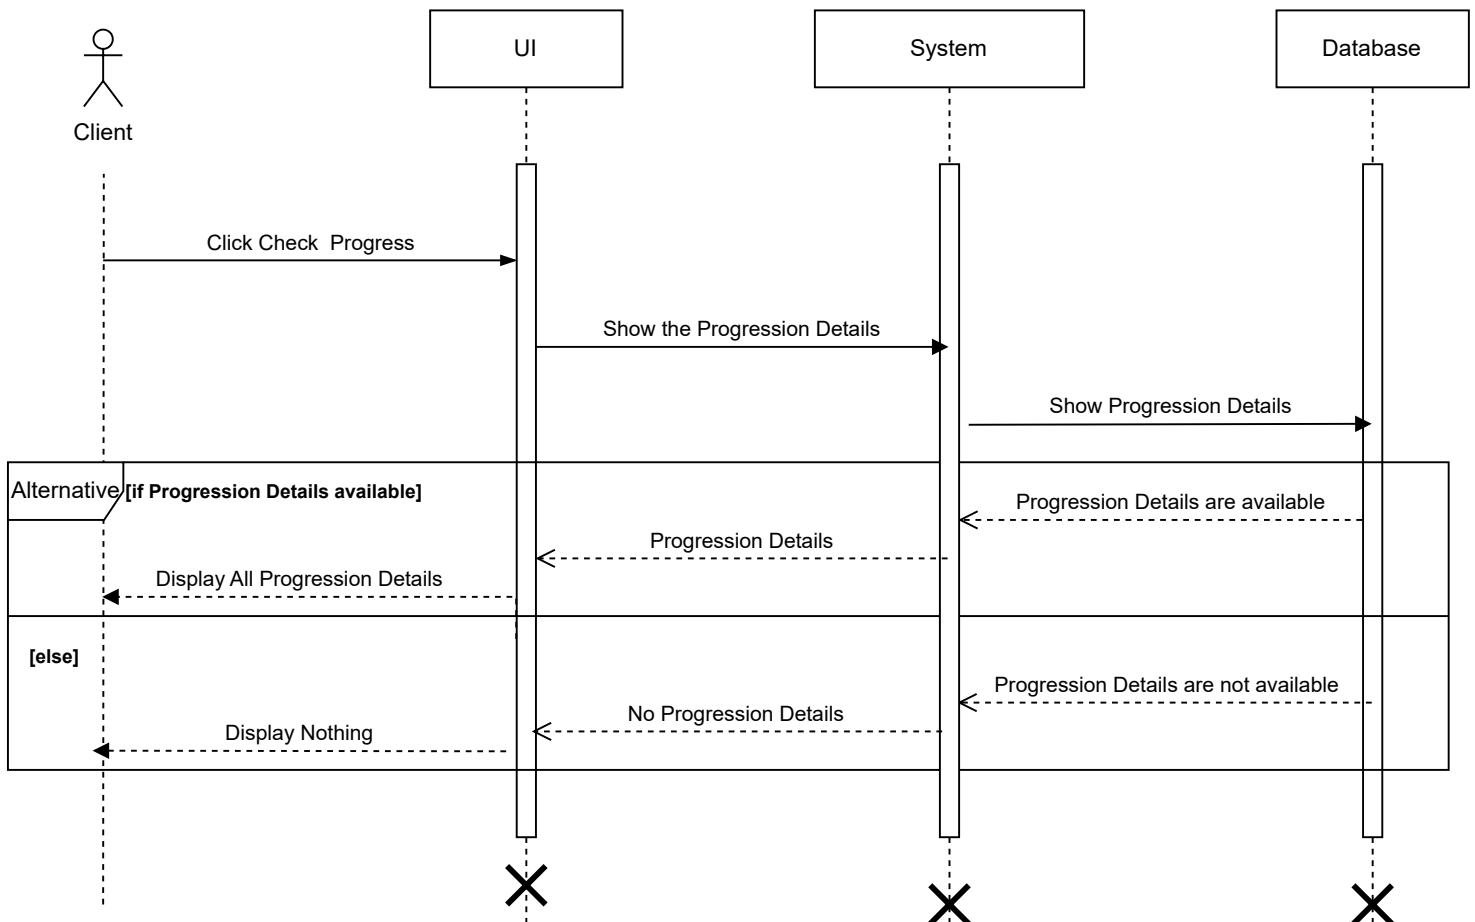 UI
System
Database
Client
Click Check  Progress
Show the Progression Details
Show Progression Details
Alternative
[if Progression Details available]
Progression Details are available
Progression Details
Display All Progression Details
[else]
Progression Details are not available
No Progression Details
Display Nothing